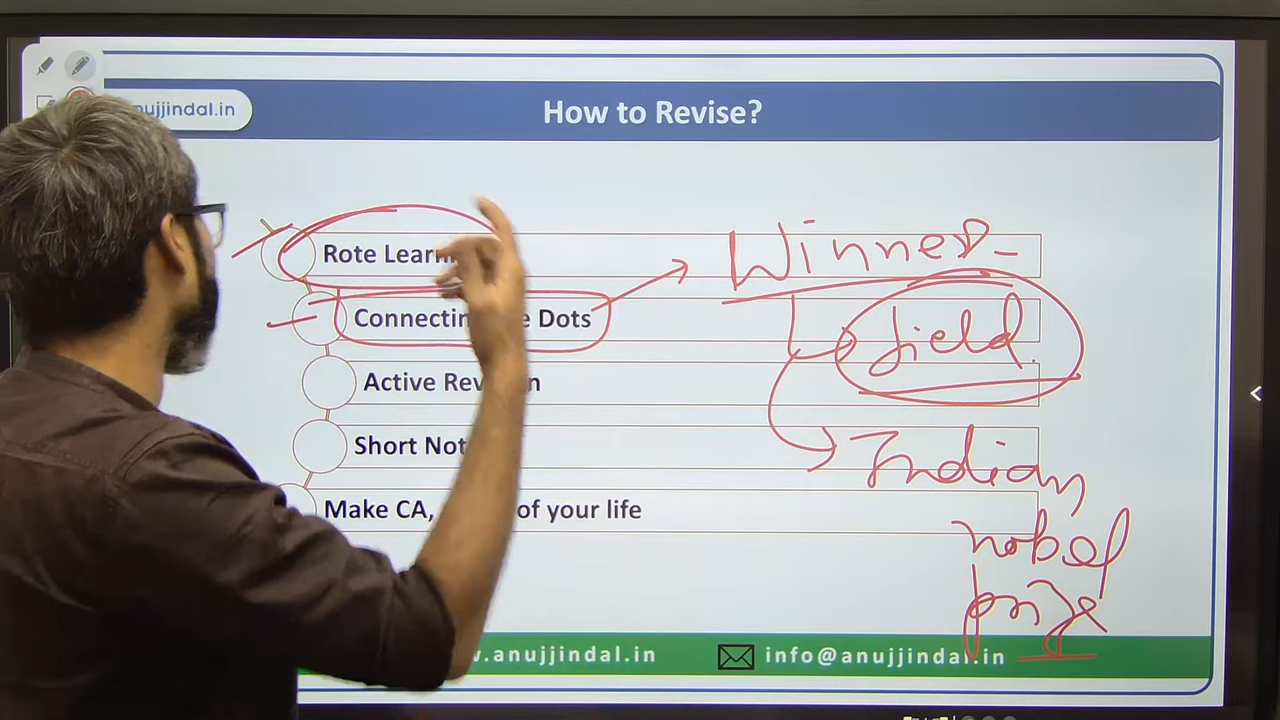 anujjindal.in
How to Revise?
Rote Learn
Winner-
Connectin e Dots
field
Active Rev n
Short Not
Indian
Make CA, of your life
nobel
prize
w.anujjindal.in
info@anujjindal.in